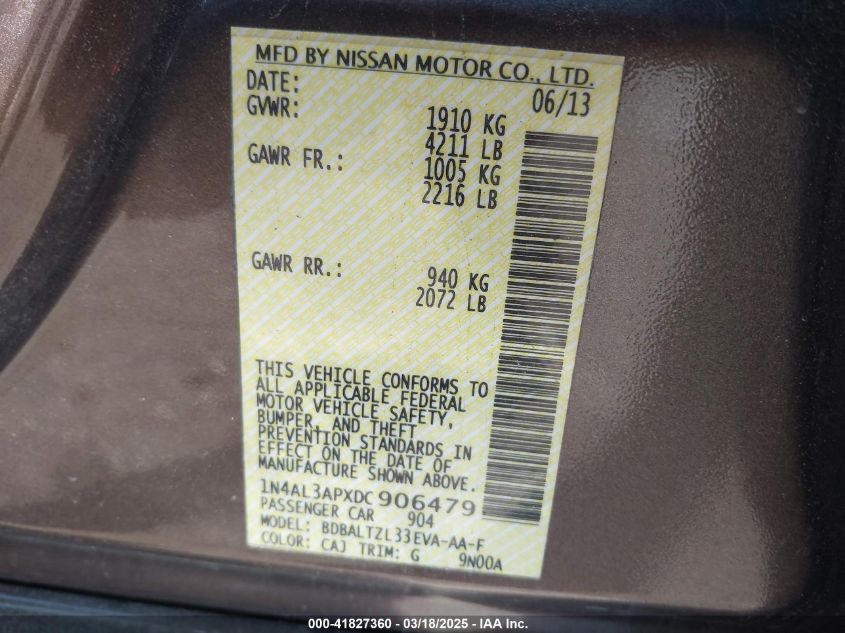 MFD BY NISSAN MOTOR CO., LTD.
DATE: 06/13
GVWR: 1910 KG
4211 LB
GAWR FR.: 1005 KG
2216 LB
GAWR RR.: 940 KG
2072 LB
THIS VEHICLE CONFORMS TO
ALL APPLICABLE FEDERAL
MOTOR VEHICLE SAFETY,
BUMPER, AND THEFT
PREVENTION STANDARDS IN
EFFECT ON THE DATE OF
MANUFACTURE SHOWN ABOVE.
1N4AL3APXDC906479
PASSENGER CAR 904
MODEL: BDBALTZL33EVA-AA-F
COLOR: CAJ TRIM: G 9N00A
000-41827360 — 03/18/2025 — IAA Inc.